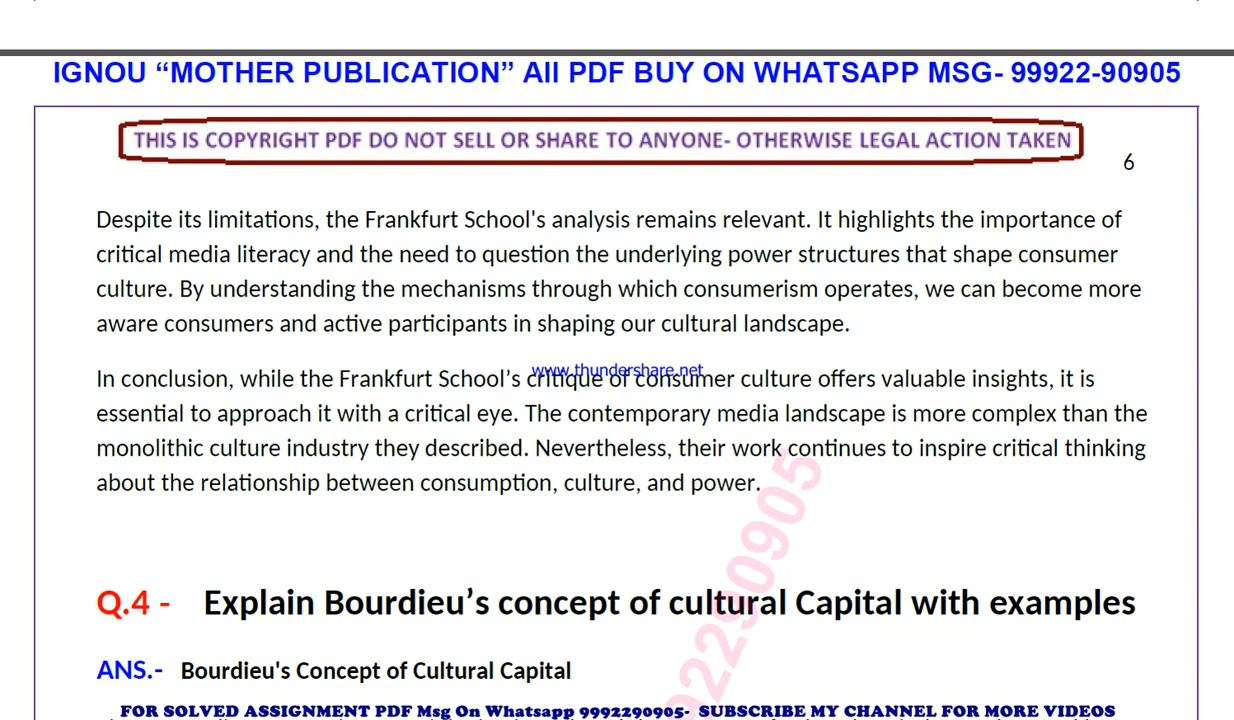 IGNOU “MOTHER PUBLICATION” All PDF BUY ON WHATSAPP MSG- 99922-90905
THIS IS COPYRIGHT PDF DO NOT SELL OR SHARE TO ANYONE- OTHERWISE LEGAL ACTION TAKEN
6
Despite its limitations, the Frankfurt School's analysis remains relevant. It highlights the importance of
critical media literacy and the need to question the underlying power structures that shape consumer
culture. By understanding the mechanisms through which consumerism operates, we can become more
aware consumers and active participants in shaping our cultural landscape.
www.thundershare.net
In conclusion, while the Frankfurt School’s critique of consumer culture offers valuable insights, it is
essential to approach it with a critical eye. The contemporary media landscape is more complex than the
monolithic culture industry they described. Nevertheless, their work continues to inspire critical thinking
about the relationship between consumption, culture, and power.
92290905
Q.4 - Explain Bourdieu’s concept of cultural Capital with examples
ANS.- Bourdieu's Concept of Cultural Capital
FOR SOLVED ASSIGNMENT PDF Msg On Whatsapp 9992290905- SUBSCRIBE MY CHANNEL FOR MORE VIDEOS